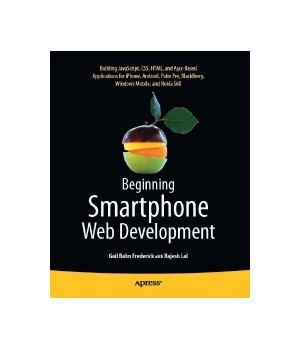 Building JavaScript, CSS, HTML, and Ajax-Based
Applications for iPhone, Android, Palm Pre, BlackBerry,
Windows Mobile, and Nokia S60
Beginning
Smartphone
Web Development
Gail Rahn Frederick with Rajesh Lal
Apress®